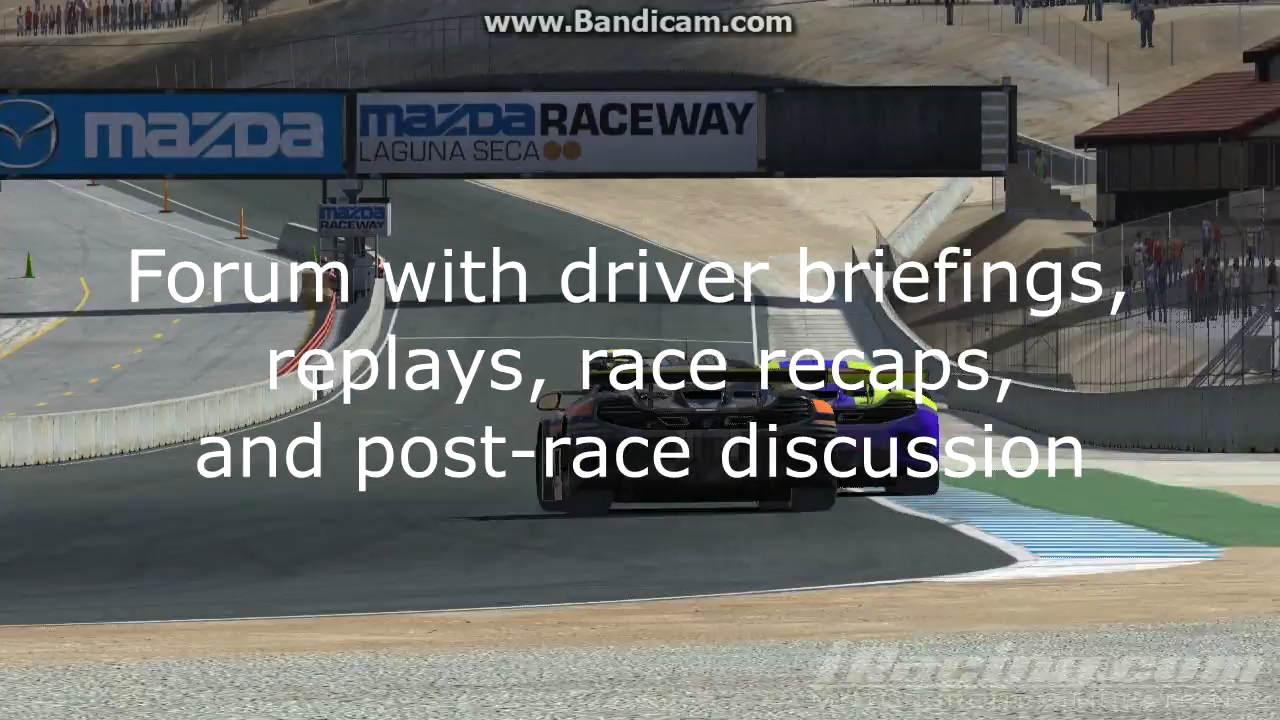 www.Bandicam.com
mazda
mazDa RACEWAY
LAGUNA SECA
mazDa
RACEWAY
Forum with driver briefings,
replays, race recaps,
and post-race discussion
iRacing.com